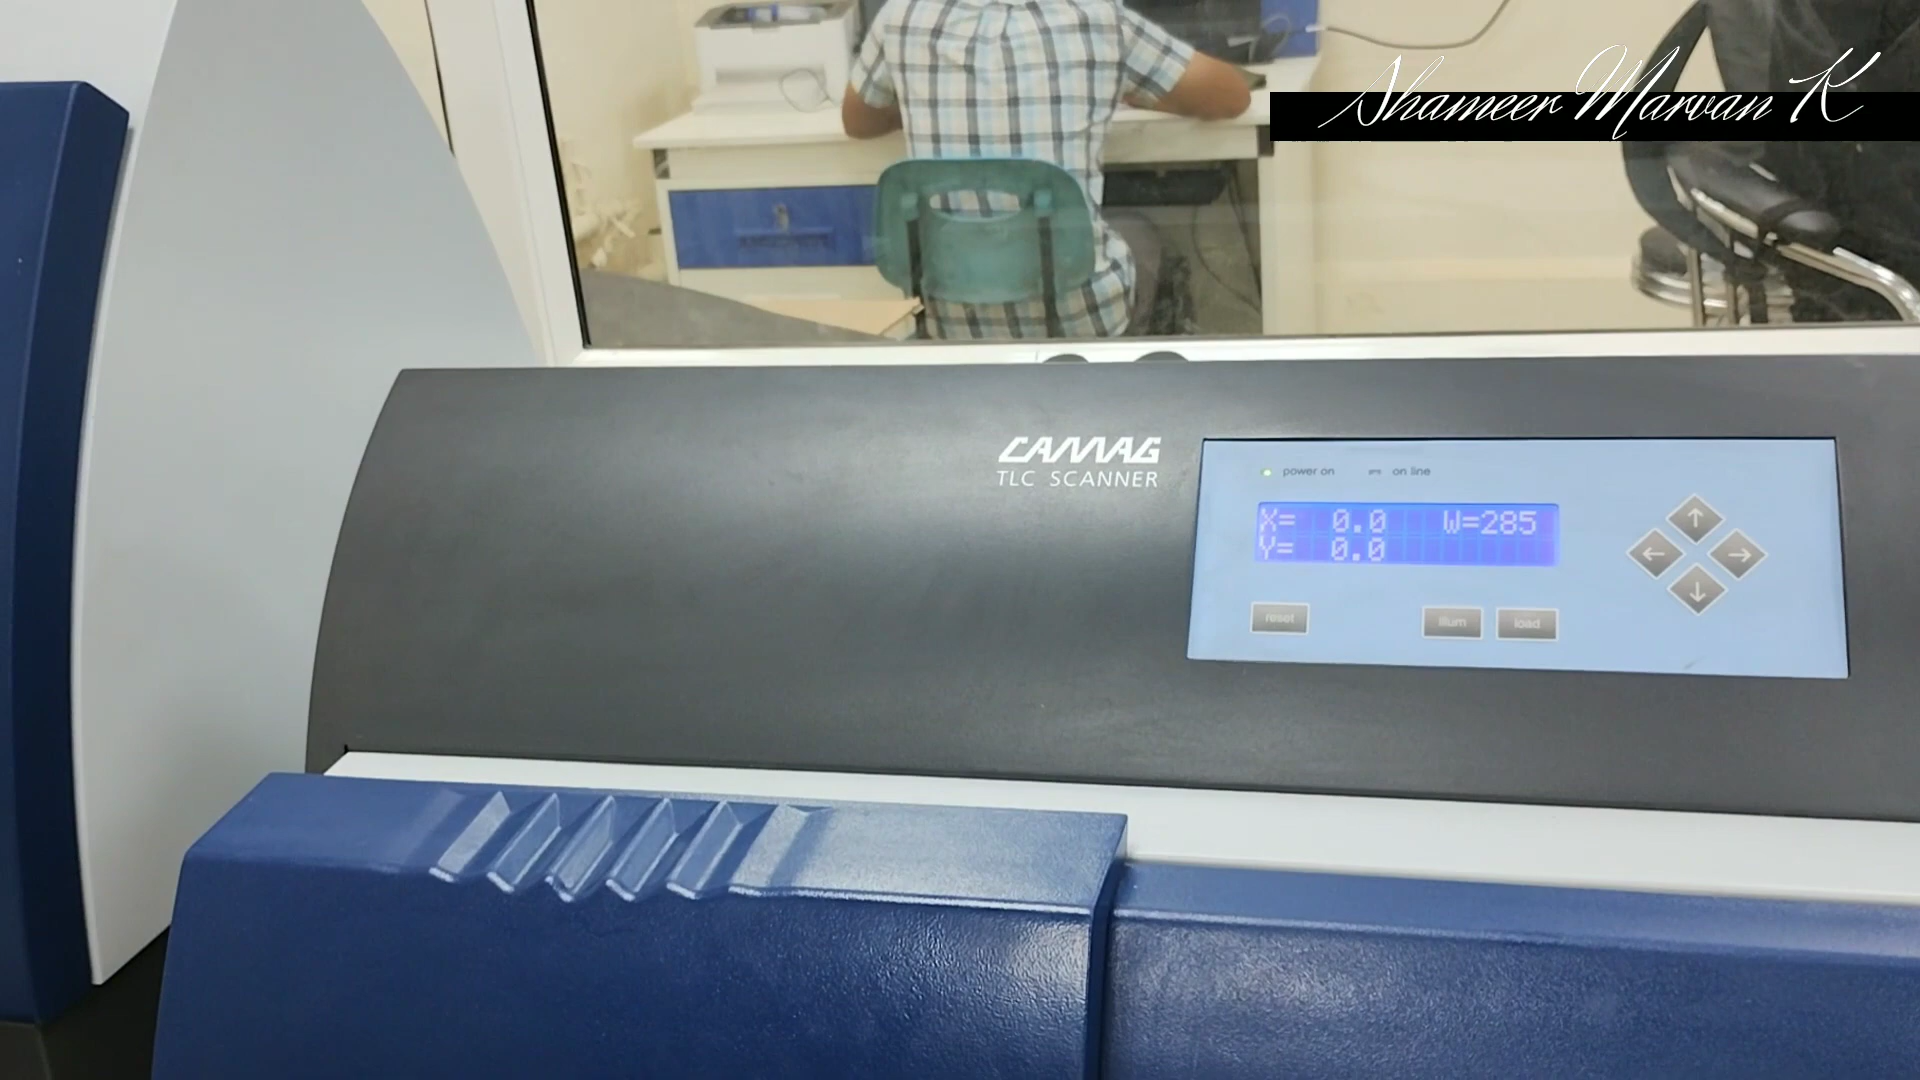 Shameer Marvan K
CAMAG
TLC SCANNER
power on on line
X= 0.0 W=285
Y= 0.0
reset illum load